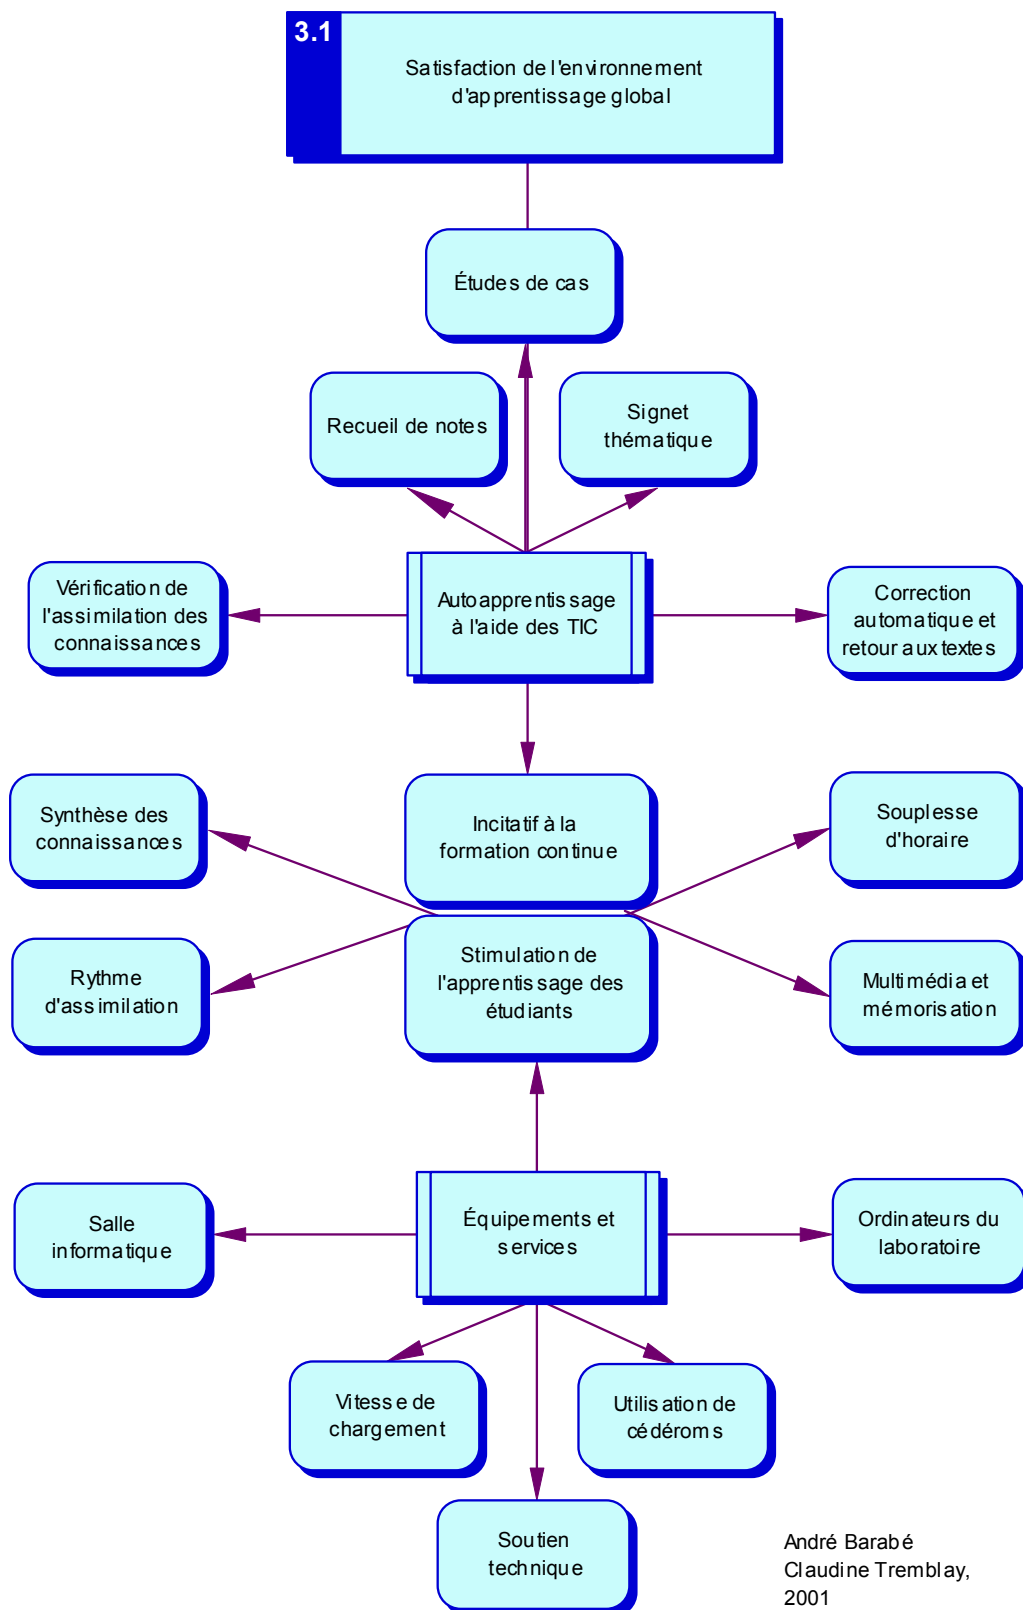 3.1
Satisfaction de l'environnement
d'apprentissage global
Études de cas
Recueil de notes
Signet
thématique
Vérification de
l'assimilation des
connaissances
Autoapprentissage
à l'aide des TIC
Correction
automatique et
retour aux textes
Synthèse des
connaissances
Incitatif à la
formation continue
Souplesse
d'horaire
Rythme
d'assimilation
Stimulation de
l'apprentissage des
étudiants
Multimédia et
mémorisation
Salle
informatique
Équipements et
services
Ordinateurs du
laboratoire
Vitesse de
chargement
Utilisation de
cédéroms
Soutien
technique
André Barabé
Claudine Tremblay,
2001